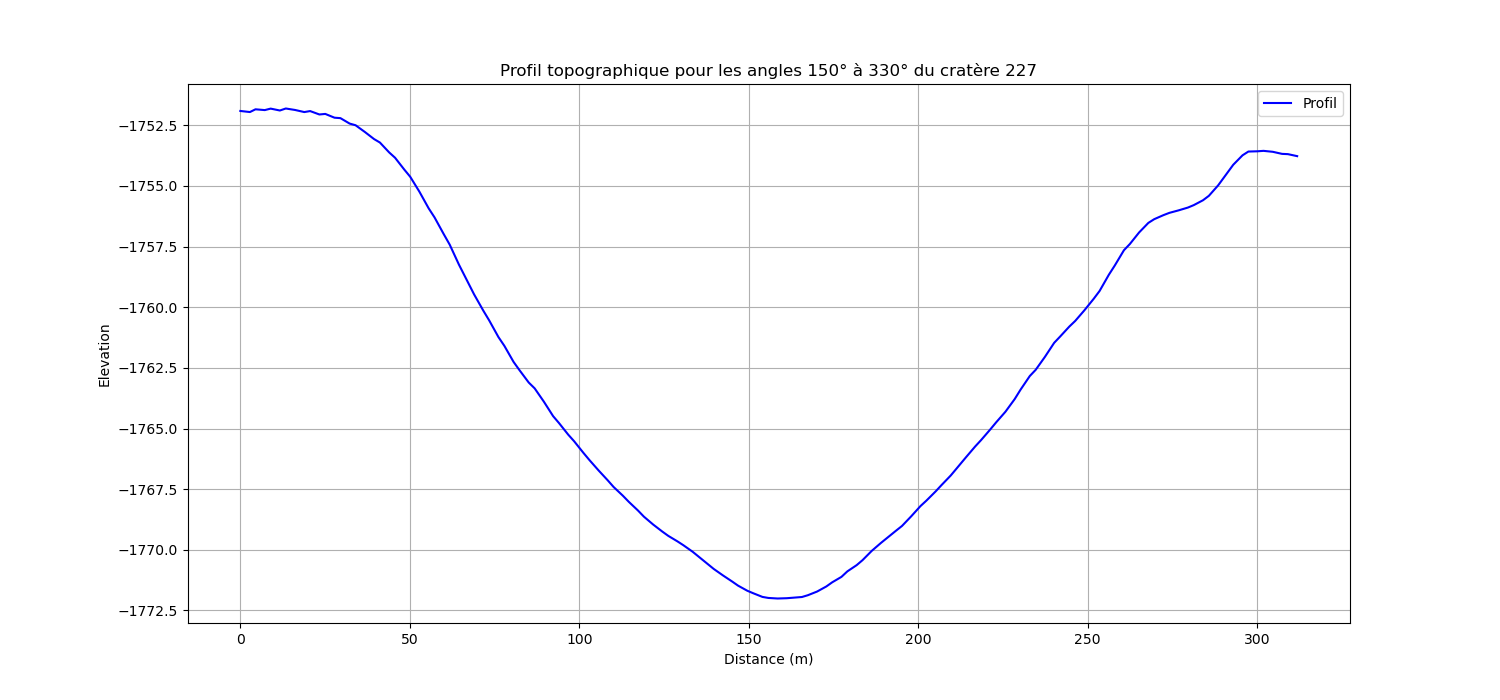 Profil topographique pour les angles 150° à 330° du cratère 227
Profil
−1752.5
−1755.0
−1757.5
−1760.0
−1762.5
−1765.0
−1767.5
−1770.0
−1772.5
Elevation
0 50 100 150 200 250 300
Distance (m)